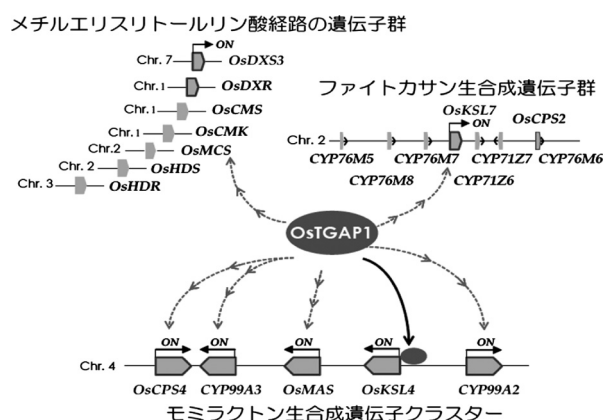 メチルエリスリトールリン酸経路の遺伝子群
Chr. 7 ON OsDXS3
Chr.1 OsDXR
Chr.1 OsCMS
Chr.1 OsCMK
Chr.2 OsMCS
Chr. 2 OsHDS
Chr. 3 OsHDR
ファイトカサン生合成遺伝子群
OsKSL7 OsCPS2
ON
Chr. 2
CYP76M5 CYP76M7 CYP71Z7 CYP76M6
CYP76M8 CYP71Z6
OsTGAP1
ON ON ON ON ON
Chr. 4
OsCPS4 CYP99A3 OsMAS OsKSL4 CYP99A2
モミラクトン生合成遺伝子クラスター